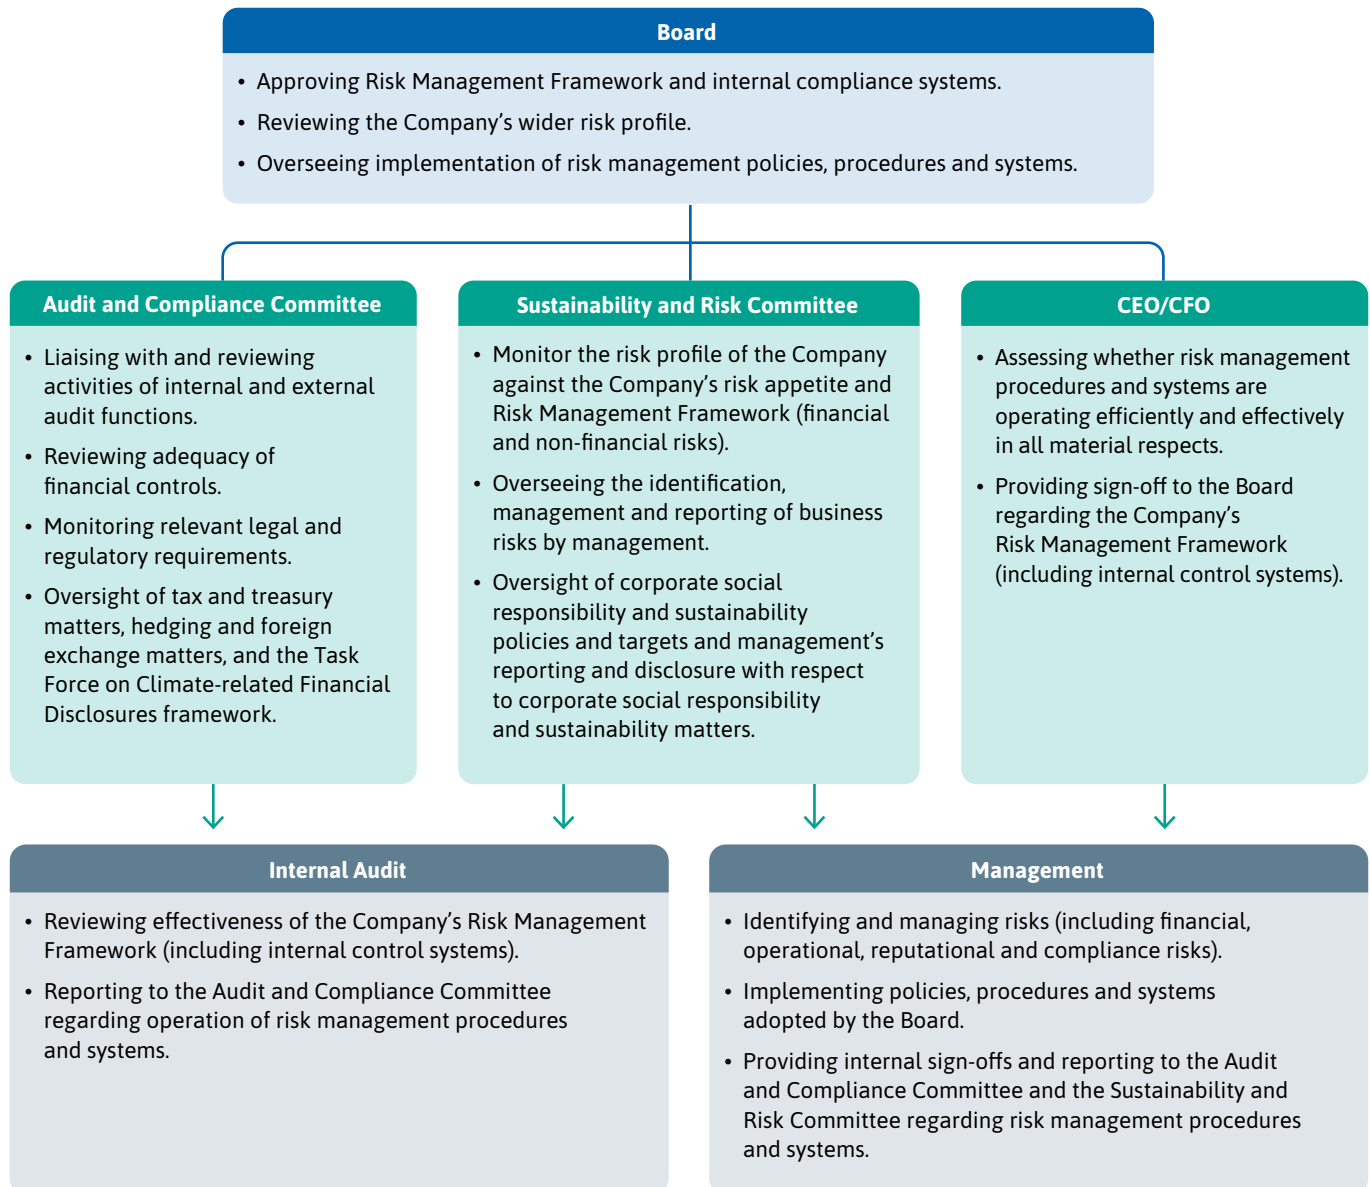 Board
• Approving Risk Management Framework and internal compliance systems.
• Reviewing the Company’s wider risk profile.
• Overseeing implementation of risk management policies, procedures and systems.
Audit and Compliance Committee
• Liaising with and reviewing
activities of internal and external
audit functions.
• Reviewing adequacy of
financial controls.
• Monitoring relevant legal and
regulatory requirements.
• Oversight of tax and treasury
matters, hedging and foreign
exchange matters, and the Task
Force on Climate-related Financial
Disclosures framework.
Sustainability and Risk Committee
• Monitor the risk profile of the Company
against the Company’s risk appetite and
Risk Management Framework (financial
and non-financial risks).
• Overseeing the identification,
management and reporting of business
risks by management.
• Oversight of corporate social
responsibility and sustainability
policies and targets and management’s
reporting and disclosure with respect
to corporate social responsibility
and sustainability matters.
CEO/CFO
• Assessing whether risk management
procedures and systems are
operating efficiently and effectively
in all material respects.
• Providing sign-off to the Board
regarding the Company’s
Risk Management Framework
(including internal control systems).
Internal Audit
• Reviewing effectiveness of the Company’s Risk Management
Framework (including internal control systems).
• Reporting to the Audit and Compliance Committee
regarding operation of risk management procedures
and systems.
Management
• Identifying and managing risks (including financial,
operational, reputational and compliance risks).
• Implementing policies, procedures and systems
adopted by the Board.
• Providing internal sign-offs and reporting to the Audit
and Compliance Committee and the Sustainability and
Risk Committee regarding risk management procedures
and systems.